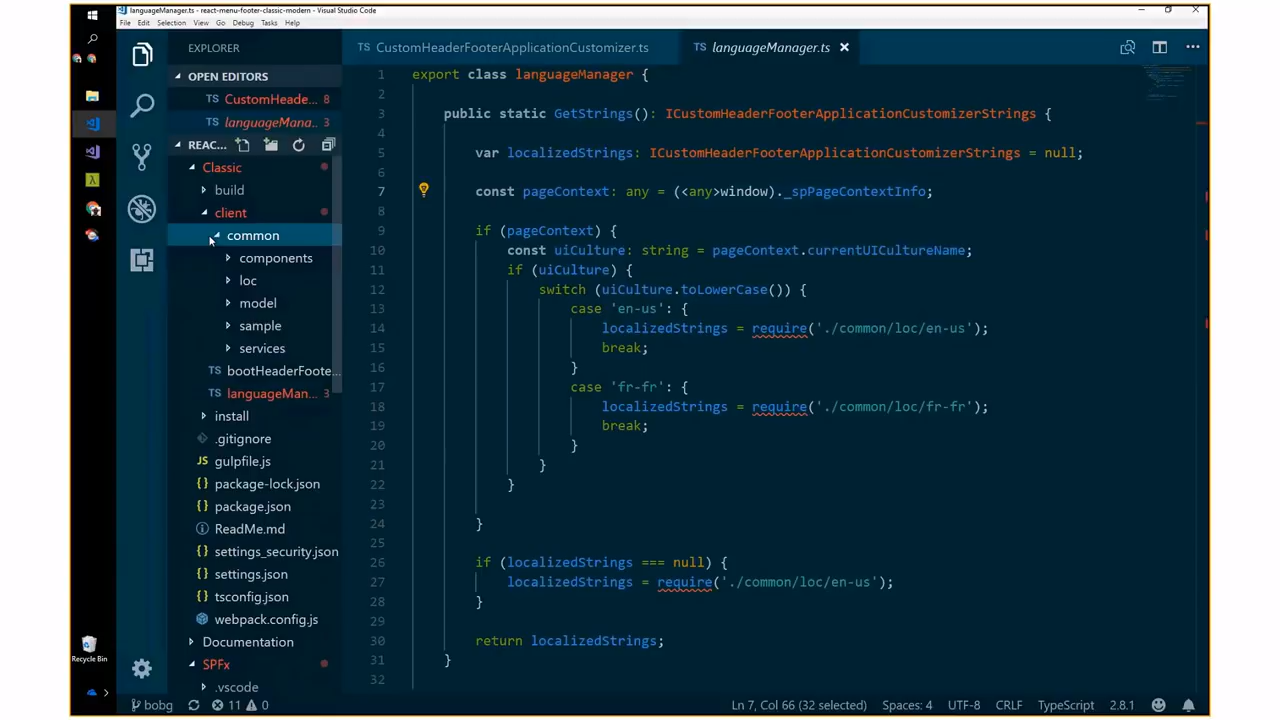 languageManager.ts - react-menu-footer-classic-modern - Visual Studio Code
File Edit Selection View Go Debug Tasks Help
EXPLORER
OPEN EDITORS
TS CustomHeade... 8
TS languageMana... 3
REAC...
Classic
build
client
common
components
loc
model
sample
services
TS bootHeaderFoote...
TS languageMan... 3
install
.gitignore
gulpfile.js
{} package-lock.json
{} package.json
ReadMe.md
{} settings_security.json
{} settings.json
{} tsconfig.json
webpack.config.js
Documentation
SPFx
.vscode
Recycle Bin
TS CustomHeaderFooterApplicationCustomizer.ts
TS languageManager.ts
1 export class languageManager {
2
3 public static GetStrings(): ICustomHeaderFooterApplicationCustomizerStrings {
4
5 var localizedStrings: ICustomHeaderFooterApplicationCustomizerStrings = null;
6
7 const pageContext: any = (<any>window)._spPageContextInfo;
8
9 if (pageContext) {
10 const uiCulture: string = pageContext.currentUICultureName;
11 if (uiCulture) {
12 switch (uiCulture.toLowerCase()) {
13 case 'en-us': {
14 localizedStrings = require('./common/loc/en-us');
15 break;
16 }
17 case 'fr-fr': {
18 localizedStrings = require('./common/loc/fr-fr');
19 break;
20 }
21 }
22 }
23
24 }
25
26 if (localizedStrings === null) {
27 localizedStrings = require('./common/loc/en-us');
28 }
29
30 return localizedStrings;
31 }
32
bobg 11 0 Ln 7, Col 66 (32 selected) Spaces: 4 UTF-8 CRLF TypeScript 2.8.1